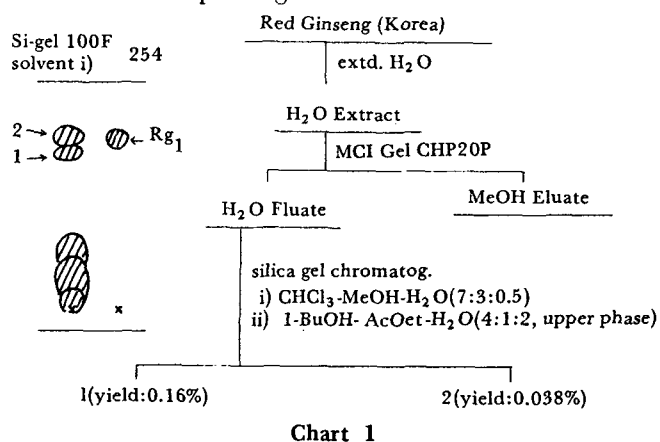 Si-gel 100F 254
solvent i)
2→
1→
←Rg1
x x
Red Ginseng (Korea)
extd. H2O
H2O Extract
MCI Gel CHP20P
H2O Fluate
MeOH Eluate
silica gel chromatog.
i) CHCl3-MeOH-H2O(7:3:0.5)
ii) 1-BuOH- AcOet-H2O(4:1:2, upper phase)
1(yield:0.16%)
2(yield:0.038%)
Chart 1